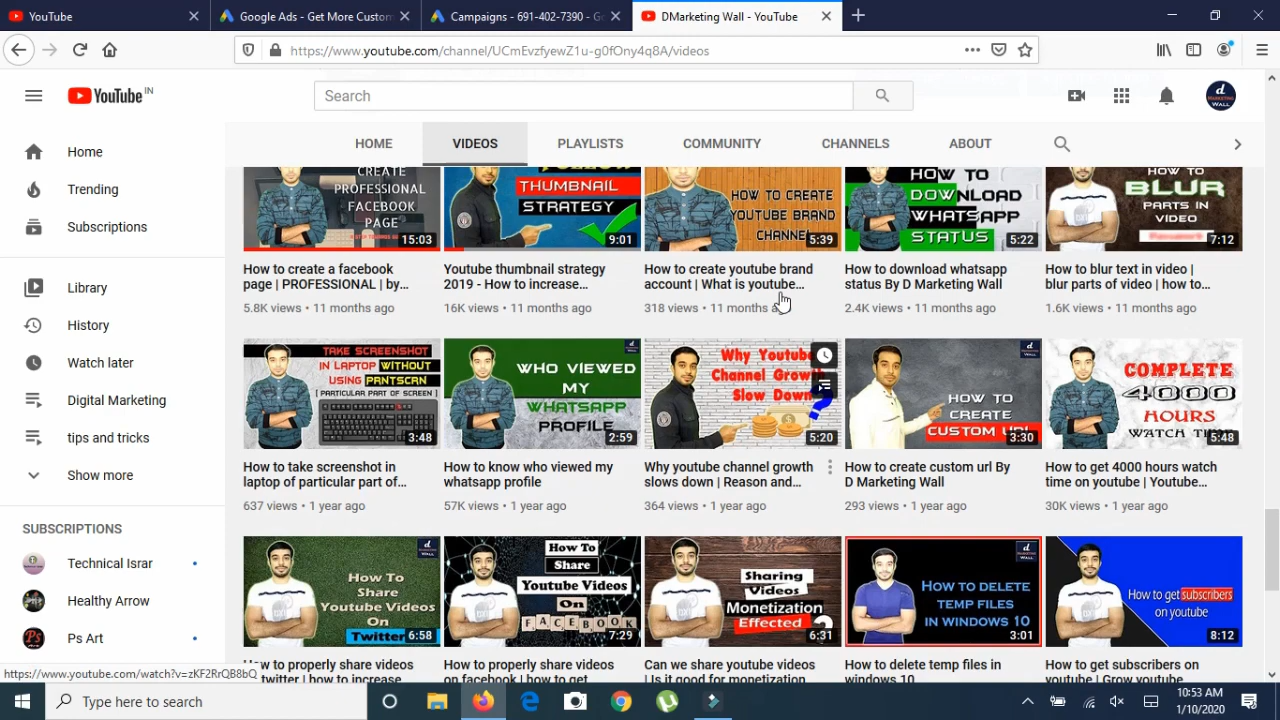 YouTube
Google Ads - Get More Custom
Campaigns - 691-402-7390 - Go
DMarketing Wall - YouTube
https://www.youtube.com/channel/UCmEvzfyewZ1u-g0fOny4q8A/videos
YouTube IN
Search
d
MARKETING
WALL
HOME
VIDEOS
PLAYLISTS
COMMUNITY
CHANNELS
ABOUT
Home
Trending
Subscriptions
Library
History
Watch later
Digital Marketing
tips and tricks
Show more
SUBSCRIPTIONS
Technical Israr
Healthy Arrow
Ps Art
CREATE
PROFESSIONAL
FACEBOOK
PAGE
15:03
How to create a facebook
page | PROFESSIONAL | by...
5.8K views • 11 months ago
THUMBNAIL
STRATEGY
9:01
Youtube thumbnail strategy
2019 - How to increase...
16K views • 11 months ago
HOW TO CREATE
YOUTUBE BRAND
CHANNEL
5:39
How to create youtube brand
account | What is youtube...
318 views • 11 months ago
HOW TO
DOWNLOAD
WHATSAPP
STATUS
5:22
How to download whatsapp
status By D Marketing Wall
2.4K views • 11 months ago
HOW TO
BLUR
PARTS IN
VIDEO
7:12
How to blur text in video |
blur parts of video | how to...
1.6K views • 11 months ago
TAKE SCREENSHOT
IN LAPTOP WITHOUT
USING PRNTSCRN
[ PARTICULAR PART OF SCREEN ]
3:48
How to take screenshot in
laptop of particular part of...
637 views • 1 year ago
WHO VIEWED
MY
WHATSAPP
PROFILE
2:59
How to know who viewed my
whatsapp profile
57K views • 1 year ago
Why Youtube
Channel Growth
Slow Down
5:20
Why youtube channel growth
slows down | Reason and...
364 views • 1 year ago
HOW TO
CREATE
CUSTOM URL
3:30
How to create custom url By
D Marketing Wall
293 views • 1 year ago
COMPLETE
4000
HOURS
WATCH TIME
5:48
How to get 4000 hours watch
time on youtube | Youtube...
30K views • 1 year ago
How To
Share
Youtube Videos
On
Twitter
6:58
How to properly share videos
on twitter | how to increase
How To
Share
Youtube Videos
On
FACEBOOK
7:29
How to properly share videos
on facebook | how to get
Sharing
Videos
Monetization
Effected ?
6:31
Can we share youtube videos
| Is it good for monetization
HOW TO DELETE
TEMP FILES
IN WINDOWS 10
3:01
How to delete temp files in
windows 10
How to get subscribers
on youtube
8:12
How to get subscribers on
youtube | Grow youtube
https://www.youtube.com/watch?v=zKF2RrQB8bQ
Type here to search
10:53 AM
1/10/2020